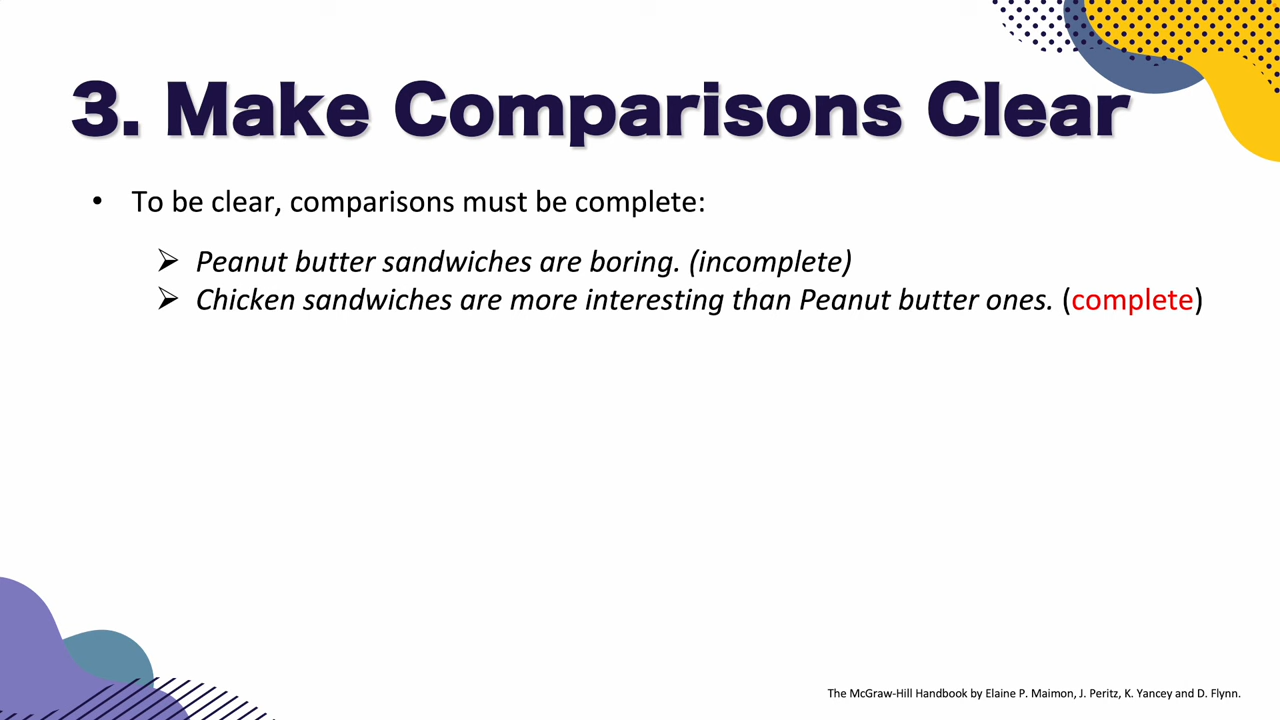 3. Make Comparisons Clear
• To be clear, comparisons must be complete:
➢ Peanut butter sandwiches are boring. (incomplete)
➢ Chicken sandwiches are more interesting than Peanut butter ones. (complete)
The McGraw-Hill Handbook by Elaine P. Maimon, J. Peritz, K. Yancey and D. Flynn.